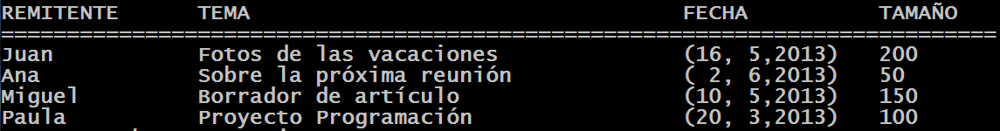 REMITENTE TEMA FECHA TAMAÑO
============================================================================
Juan Fotos de las vacaciones (16, 5,2013) 200
Ana Sobre la próxima reunión ( 2, 6,2013) 50
Miguel Borrador de artículo (10, 5,2013) 150
Paula Proyecto Programación (20, 3,2013) 100